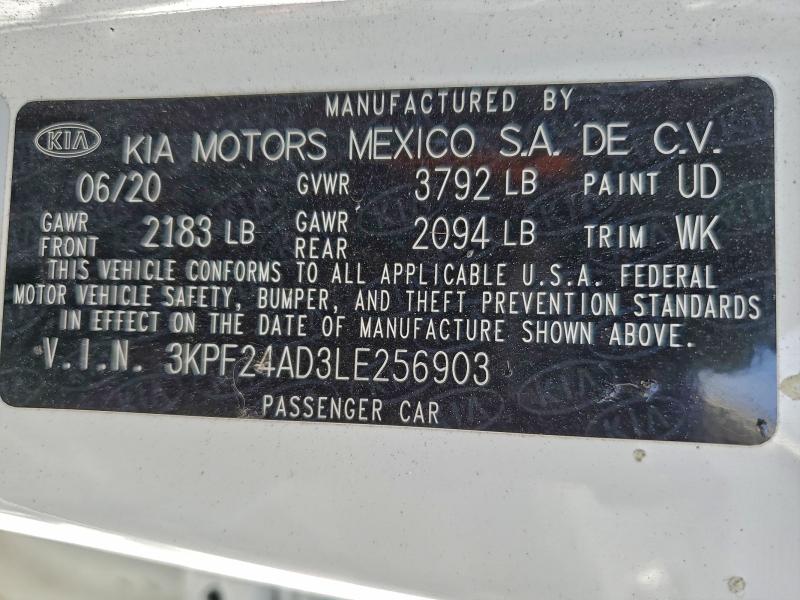 MANUFACTURED BY
KIA KIA MOTORS MEXICO S.A. DE C.V.
06/20 GVWR 3792 LB PAINT UD
GAWR FRONT 2183 LB GAWR REAR 2094 LB TRIM WK
THIS VEHICLE CONFORMS TO ALL APPLICABLE U.S.A. FEDERAL
MOTOR VEHICLE SAFETY, BUMPER, AND THEFT PREVENTION STANDARDS
IN EFFECT ON THE DATE OF MANUFACTURE SHOWN ABOVE.
V.I.N. 3KPF24AD3LE256903
PASSENGER CAR